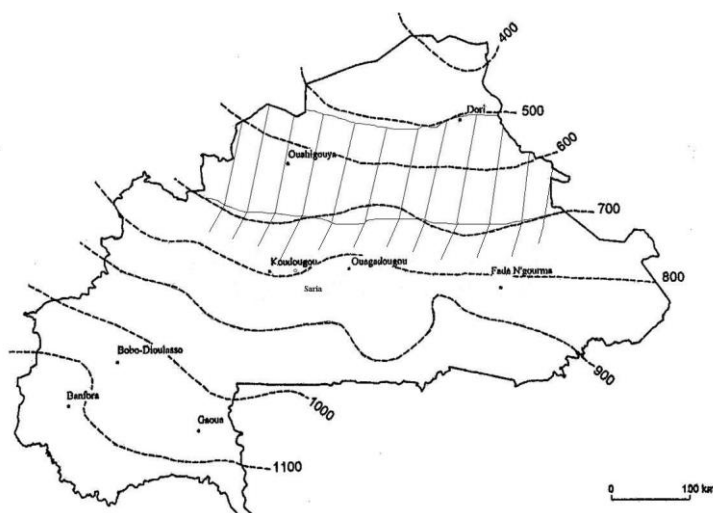 400
Dori
500
Ouahigouya
600
700
Koudougou
Ouagadougou
Saria
Fada N'gourma
800
Bobo-Dioulasso
900
Banfora
1000
Gaoua
1100
0 100 km